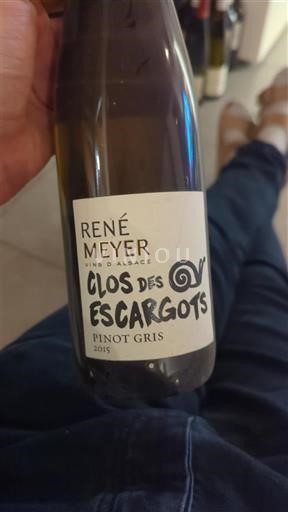 RENÉ
MEYER
VINS D'ALSACE
CLOS DES
ESCARGOTS
PINOT GRIS
2015